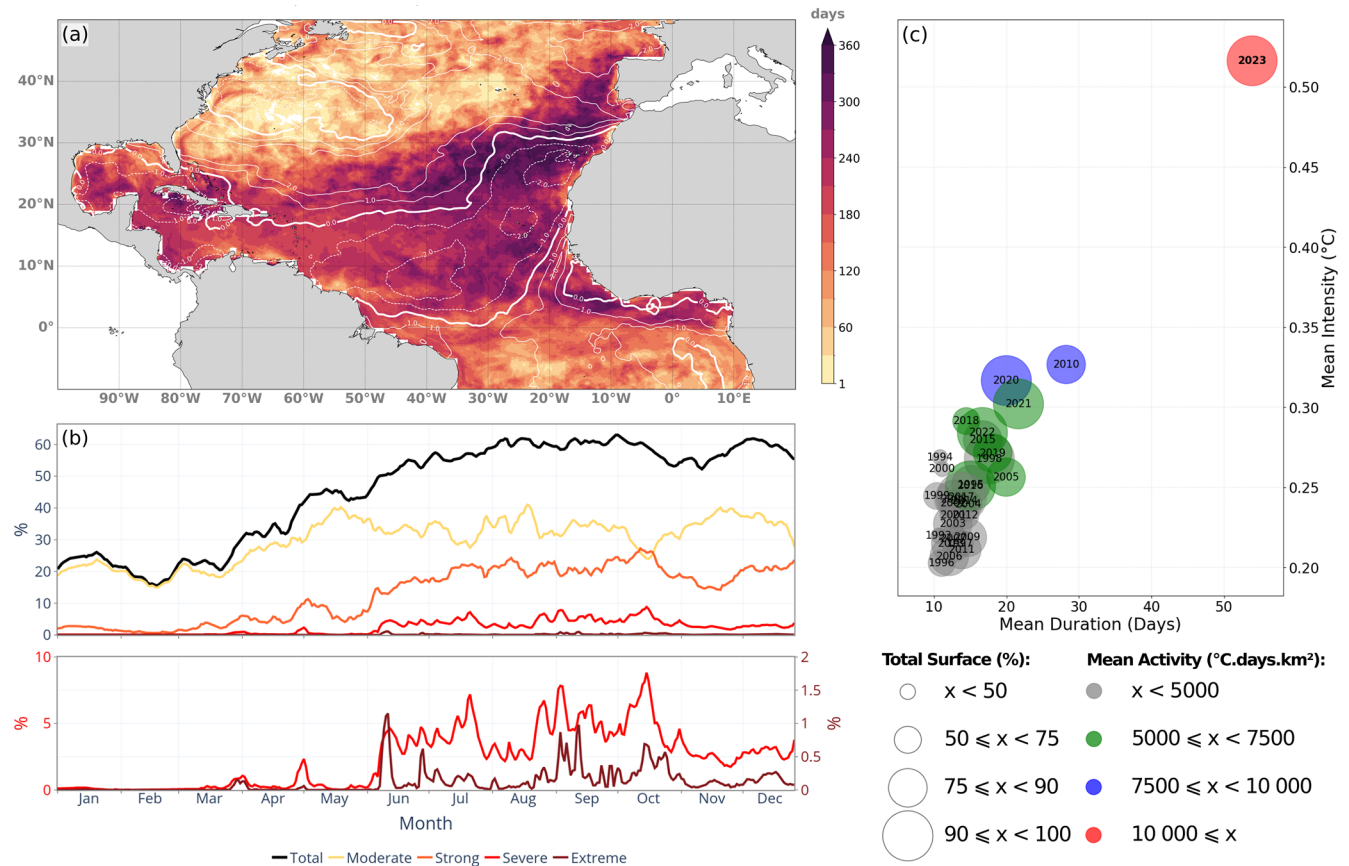 (a)
days
360
300
240
180
120
60
1
40°N
30°N
20°N
10°N
0°
90°W
80°W
70°W
60°W
50°W
40°W
30°W
20°W
10°W
0°
10°E
(b)
%
60
50
40
30
20
10
0
10
5
0
%
2
1.5
1
0.5
0
%
Jan Feb Mar Apr May Jun Jul Aug Sep Oct Nov Dec
Month
Total Moderate Strong Severe Extreme
(c)
2023
2010
2020
2021
2018
2022
2015
2019
1998
1994
2000
2005
1999
2004
2012
2003
2009
2011
2006
1996
0.50
0.45
0.40
0.35
0.30
0.25
0.20
Mean Intensity (°C)
10 20 30 40 50
Mean Duration (Days)
Total Surface (%): Mean Activity (°C.days.km²):
x < 50 x < 5000
50 ⩽ x < 75 5000 ⩽ x < 7500
75 ⩽ x < 90 7500 ⩽ x < 10 000
90 ⩽ x < 100 10 000 ⩽ x